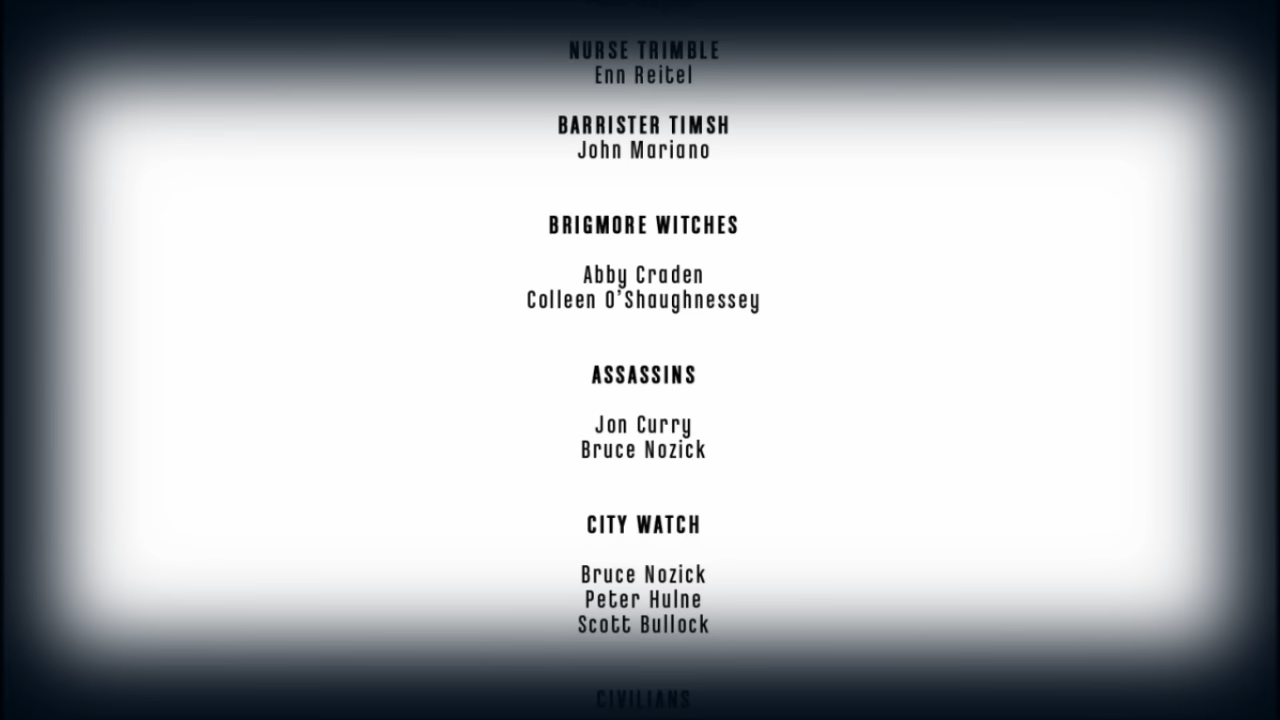 NURSE TRIMBLE
Enn Reitel
BARRISTER TIMSH
John Mariano
BRIGMORE WITCHES
Abby Craden
Colleen O'Shaughnessey
ASSASSINS
Jon Curry
Bruce Nozick
CITY WATCH
Bruce Nozick
Peter Hulne
Scott Bullock
CIVILIANS